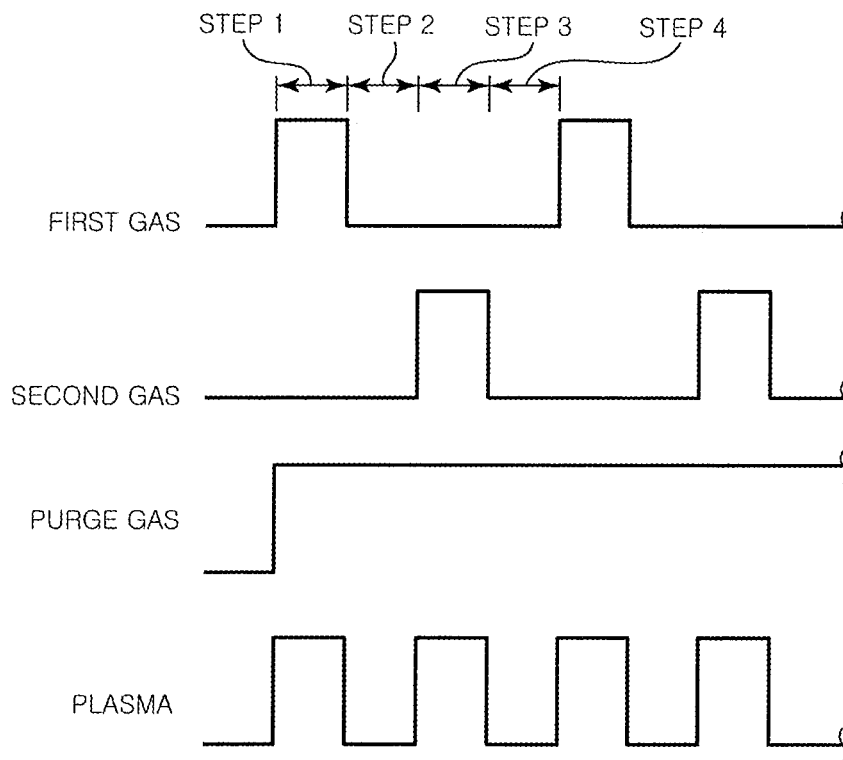 STEP 1 STEP 2 STEP 3 STEP 4
FIRST GAS
SECOND GAS
PURGE GAS
PLASMA